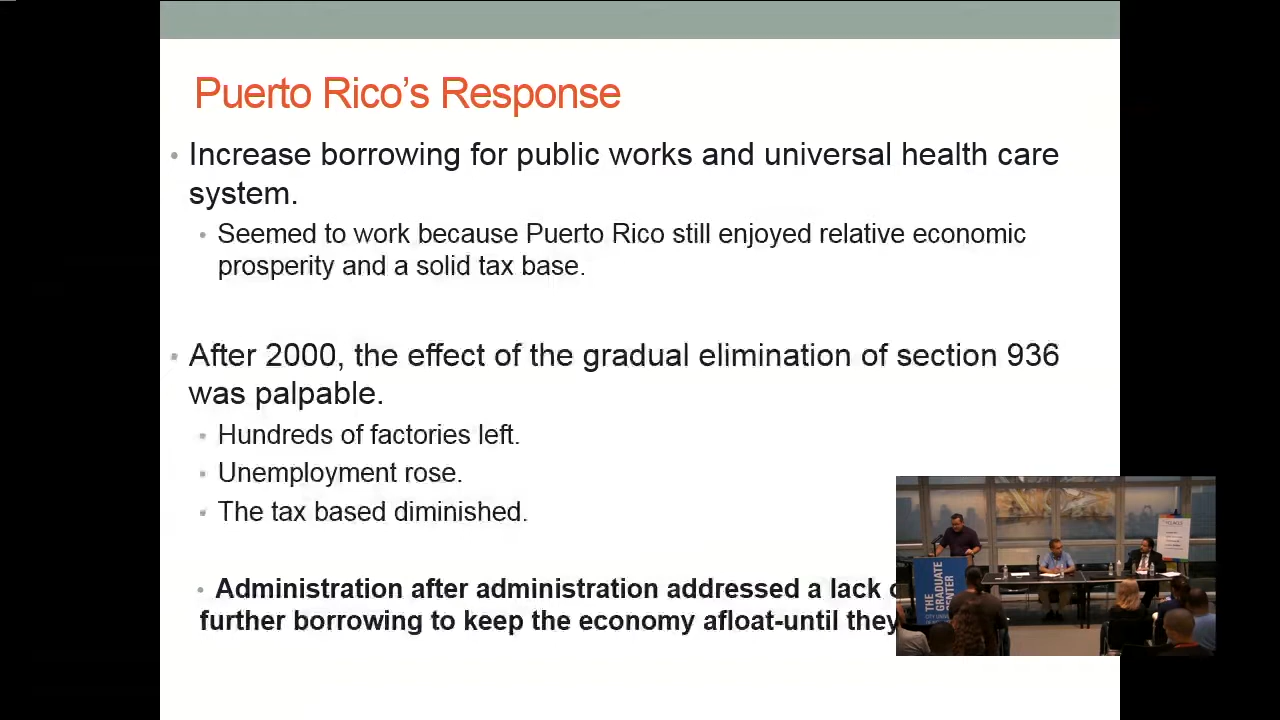 Puerto Rico's Response
• Increase borrowing for public works and universal health care
system.
• Seemed to work because Puerto Rico still enjoyed relative economic
prosperity and a solid tax base.
• After 2000, the effect of the gradual elimination of section 936
was palpable.
• Hundreds of factories left.
• Unemployment rose.
• The tax based diminished.
• Administration after administration addressed a lack
further borrowing to keep the economy afloat-until they
THE
GRADUATE
CENTER